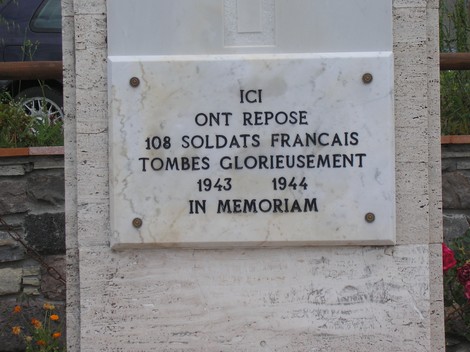 ICI
ONT REPOSE
108 SOLDATS FRANCAIS
TOMBES GLORIEUSEMENT
1943 1944
IN MEMORIAM